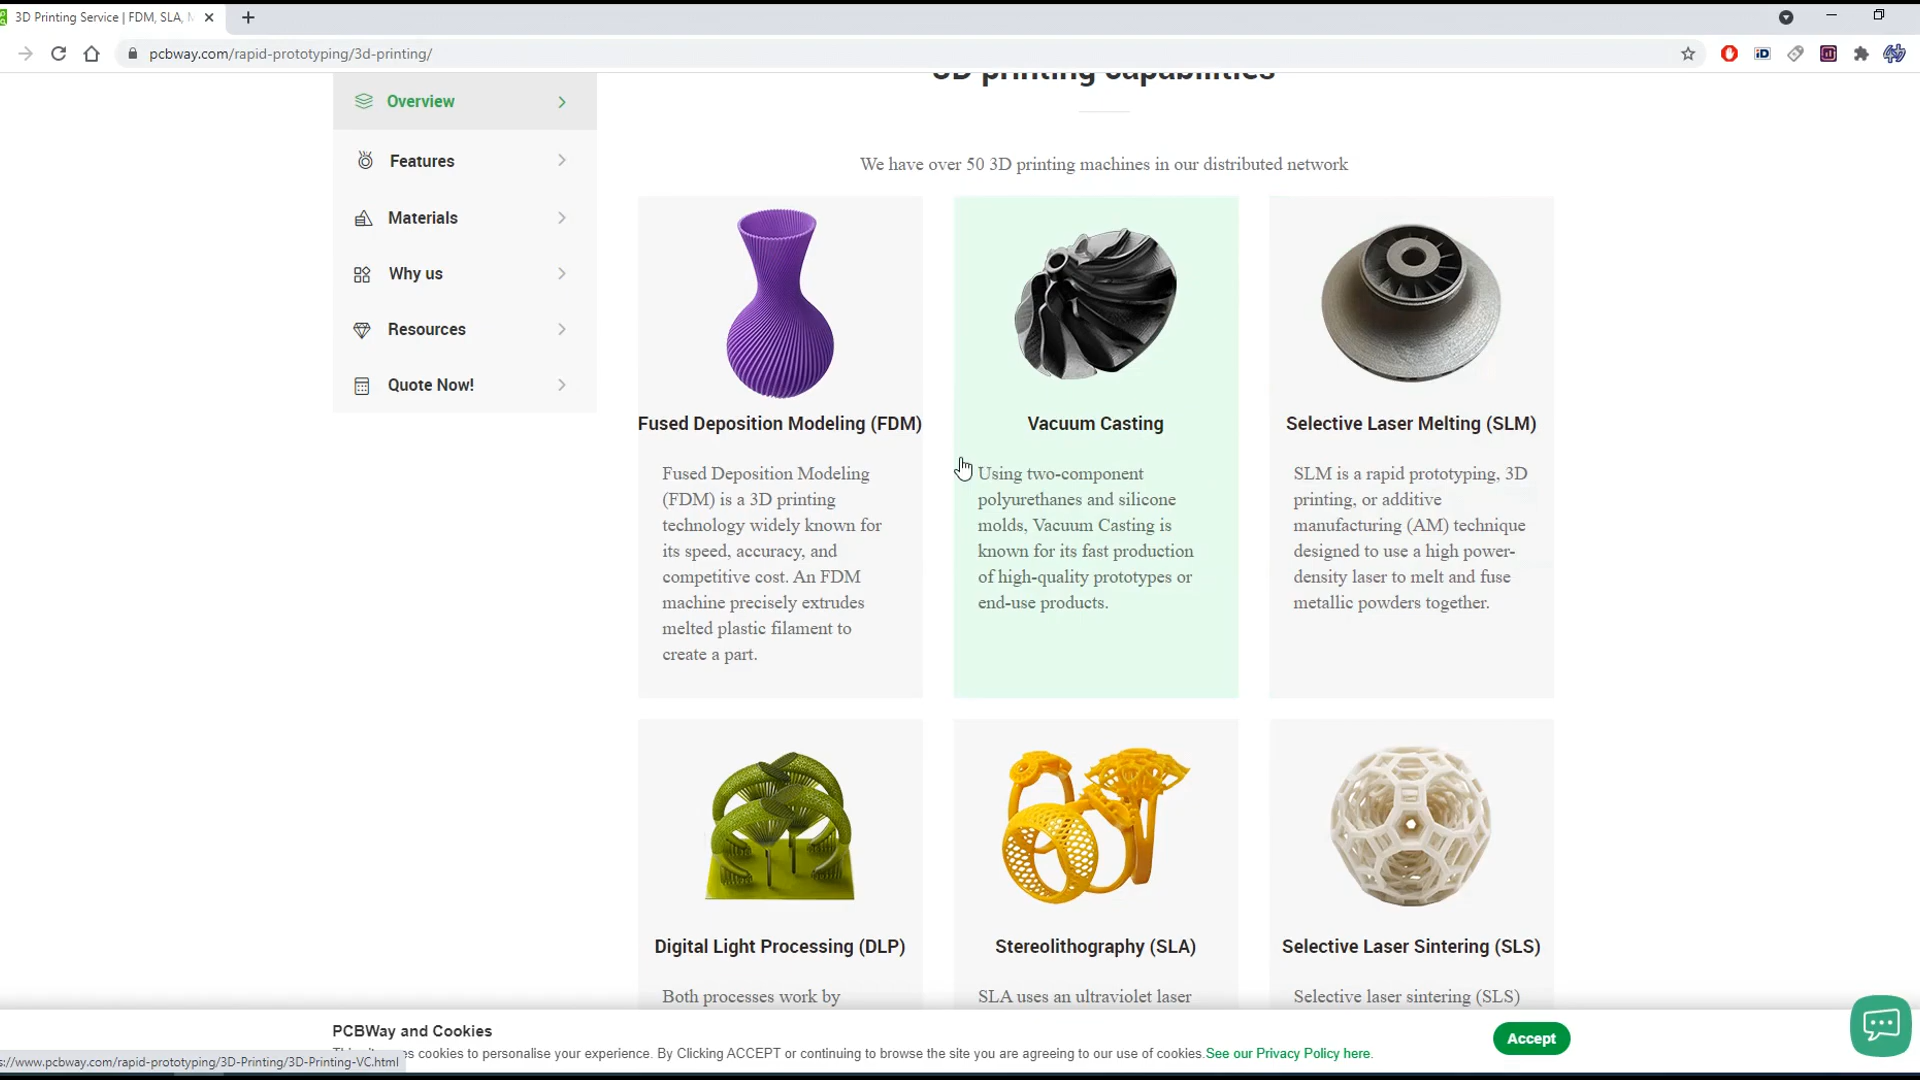 3D Printing Service | FDM, SLA,
pcbway.com/rapid-prototyping/3d-printing/
Overview
Features
Materials
Why us
Resources
Quote Now!
3D printing capabilities
We have over 50 3D printing machines in our distributed network
Fused Deposition Modeling (FDM)
Fused Deposition Modeling
(FDM) is a 3D printing
technology widely known for
its speed, accuracy, and
competitive cost. An FDM
machine precisely extrudes
melted plastic filament to
create a part.
Vacuum Casting
Using two-component
polyurethanes and silicone
molds, Vacuum Casting is
known for its fast production
of high-quality prototypes or
end-use products.
Selective Laser Melting (SLM)
SLM is a rapid prototyping, 3D
printing, or additive
manufacturing (AM) technique
designed to use a high power-
density laser to melt and fuse
metallic powders together.
Digital Light Processing (DLP)
Both processes work by
Stereolithography (SLA)
SLA uses an ultraviolet laser
Selective Laser Sintering (SLS)
Selective laser sintering (SLS)
PCBWay and Cookies
cookies to personalise your experience. By Clicking ACCEPT or continuing to browse the site you are agreeing to our use of cookies.See our Privacy Policy here.
Accept
s://www.pcbway.com/rapid-prototyping/3D-Printing/3D-Printing-VC.html